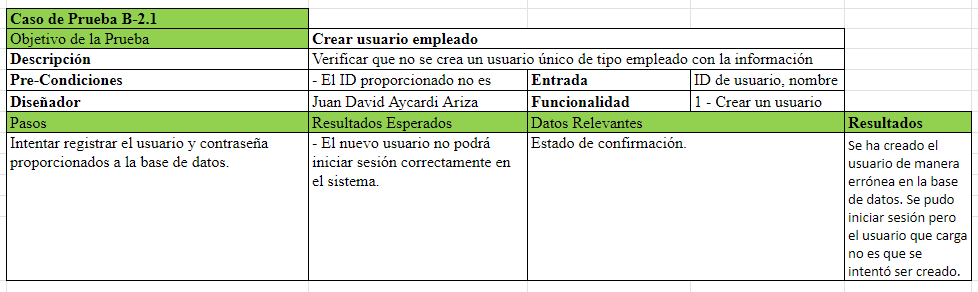 Caso de Prueba B-2.1
Objetivo de la Prueba Crear usuario empleado
Descripción Verificar que no se crea un usuario único de tipo empleado con la información
Pre-Condiciones - El ID proporcionado no es Entrada ID de usuario, nombre
Diseñador Juan David Aycardi Ariza Funcionalidad 1 - Crear un usuario
Pasos Resultados Esperados Datos Relevantes Resultados
Intentar registrar el usuario y contraseña
proporcionados a la base de datos.
- El nuevo usuario no podrá
iniciar sesión correctamente en
el sistema.
Estado de confirmación.
Se ha creado el
usuario de manera
errónea en la base
de datos. Se pudo
iniciar sesión pero
el usuario que carga
no es que se
intentó ser creado.